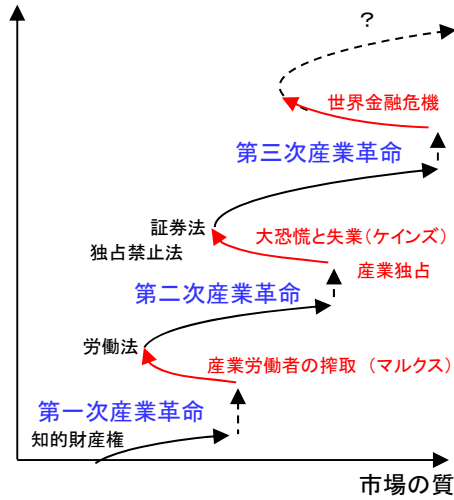 ？
世界金融危機
第三次産業革命
証券法
大恐慌と失業（ケインズ）
独占禁止法
産業独占
第二次産業革命
労働法
産業労働者の搾取 （マルクス）
第一次産業革命
知的財産権
市場の質